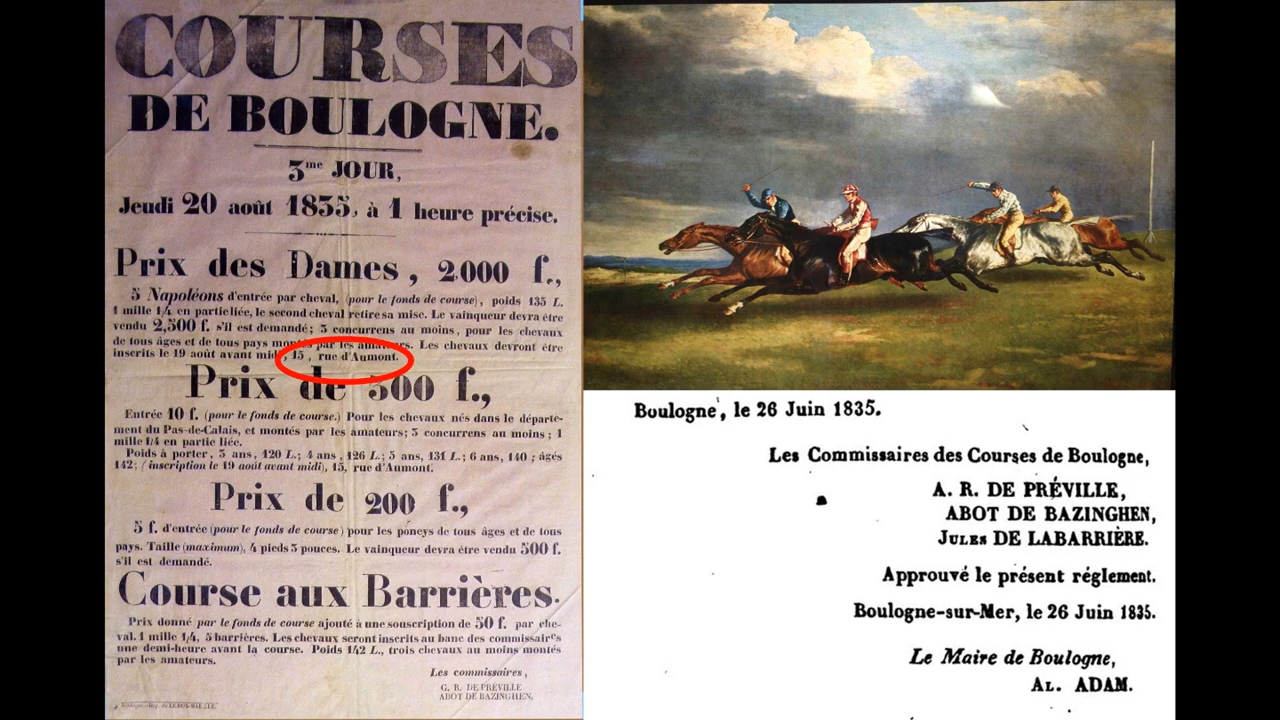 COURSES
DE BOULOGNE.
3me JOUR,
Jeudi 20 août 1835, à 1 heure précise.
Prix des Dames, 2000 f.,
5 Napoléons d'entrée par cheval, (pour le fonds de course), poids 135 L.
1 mille 1/4 en partie liée, le second cheval retire sa mise. Le vainqueur devra être
vendu 2,500 f. s'il est demandé; 3 concurrens au moins, pour les chevaux
de tous âges et de tous pays montés par les amateurs. Les chevaux devront être
inscrits le 19 août avant midi, 15, rue d'Aumont.
Prix de 500 f.,
Entrée 10 f. (pour le fonds de course.) Pour les chevaux nés dans le départe-
ment du Pas-de-Calais, et montés par les amateurs; 3 concurrens au moins; 1
mille 1/4 en partie liée.
Poids à porter, 3 ans, 120 L.; 4 ans, 126 L.; 5 ans, 131 L.; 6 ans, 140; âgés
142; (inscription le 19 août avant midi), 15, rue d'Aumont.
Prix de 200 f.,
5 f. d'entrée (pour le fonds de course) pour les poneys de tous âges et de tous
pays. Taille (maximum), 4 pieds 5 pouces. Le vainqueur devra être vendu 500 f.
s'il est demandé.
Course aux Barrières.
Prix donné par le fonds de course ajouté à une souscription de 50 f. par che-
val. 1 mille 1/4, 5 barrières. Les chevaux seront inscrits au banc des commissaires
une demi-heure avant la course. Poids 142 L., trois chevaux au moins montés
par les amateurs.
Les commissaires,
G. R. DE PRÉVILLE
ABOT DE BAZINGHEN.
Boulogne, le 26 Juin 1835.
Les Commissaires des Courses de Boulogne,
A. R. DE PRÉVILLE,
ABOT DE BAZINGHEN,
JULES DE LABARRIÈRE.
Approuvé le présent réglement.
Boulogne-sur-Mer, le 26 Juin 1835.
Le Maire de Boulogne,
AL. ADAM.